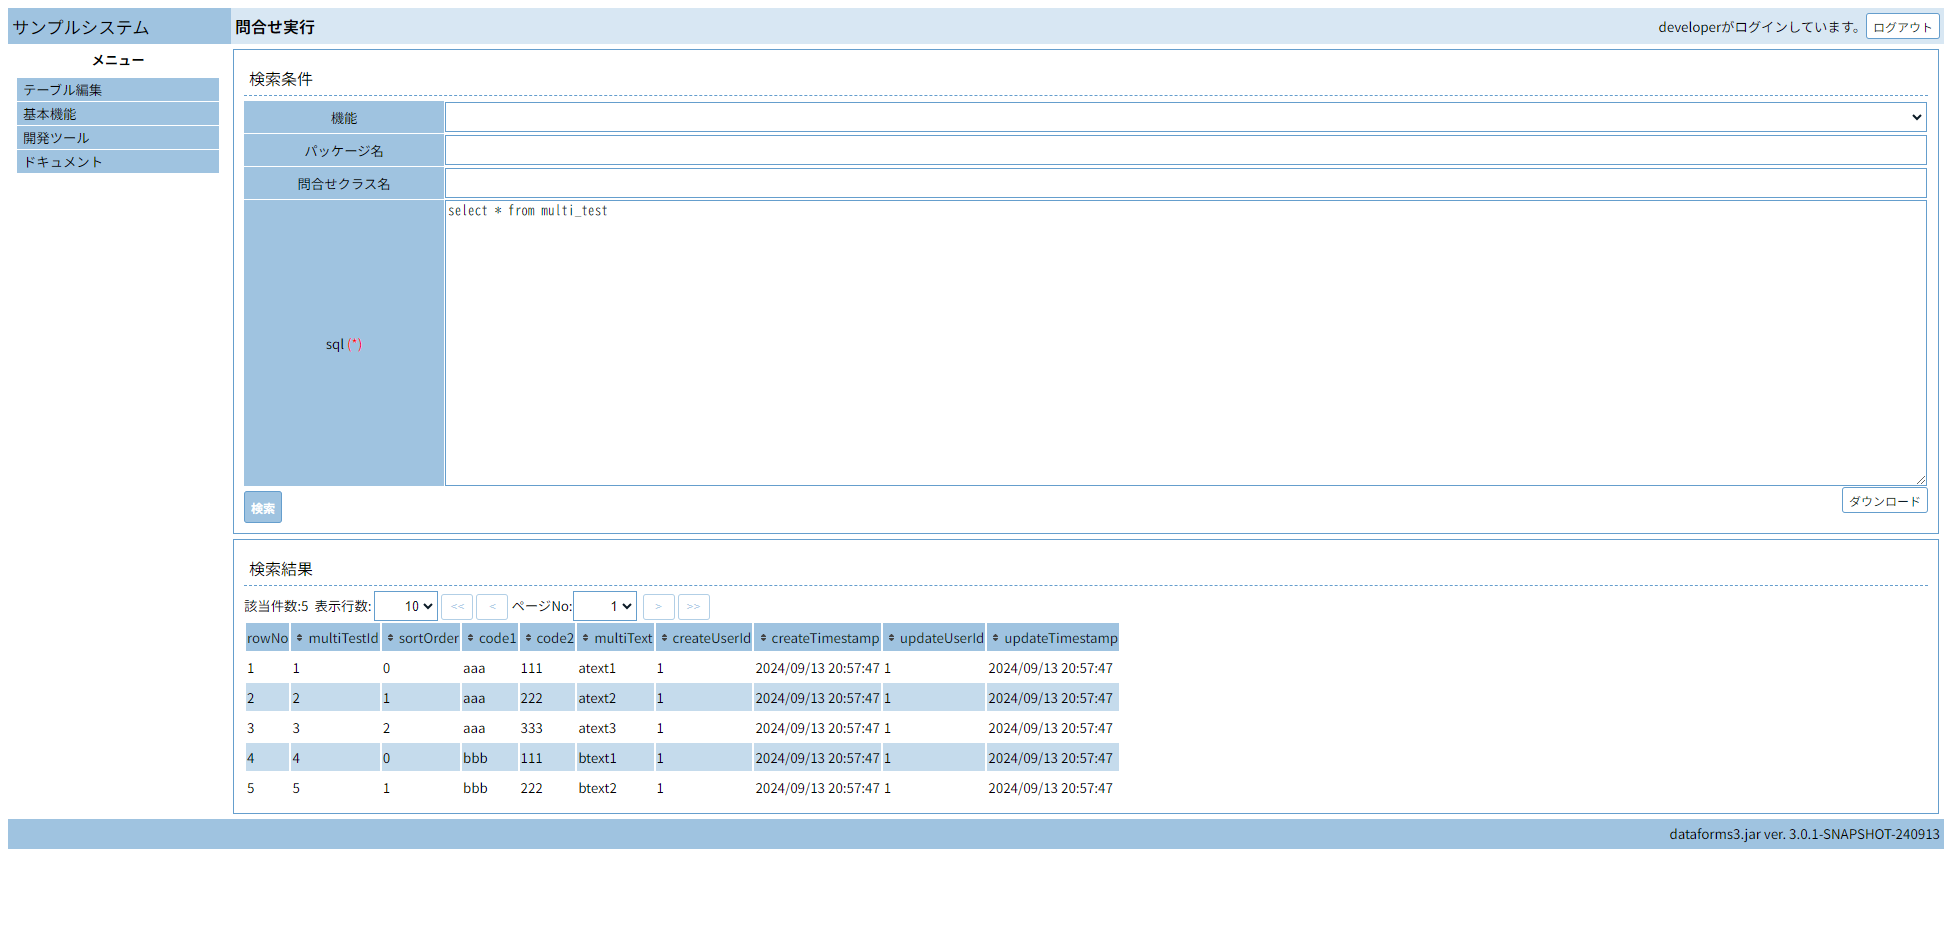 サンプルシステム 問合せ実行 developerがログインしています。 ログアウト
メニュー
テーブル編集
基本機能
開発ツール
ドキュメント
検索条件
機能
パッケージ名
問合せクラス名
sql (*) select * from multi_test
検索 ダウンロード
検索結果
該当件数:5 表示行数: 10 << < ページNo: 1 > >>
rowNo multiTestId sortOrder code1 code2 multiText createUserId createTimestamp updateUserId updateTimestamp
1 1 0 aaa 111 atext1 1 2024/09/13 20:57:47 1 2024/09/13 20:57:47
2 2 1 aaa 222 atext2 1 2024/09/13 20:57:47 1 2024/09/13 20:57:47
3 3 2 aaa 333 atext3 1 2024/09/13 20:57:47 1 2024/09/13 20:57:47
4 4 0 bbb 111 btext1 1 2024/09/13 20:57:47 1 2024/09/13 20:57:47
5 5 1 bbb 222 btext2 1 2024/09/13 20:57:47 1 2024/09/13 20:57:47
dataforms3.jar ver. 3.0.1-SNAPSHOT-240913